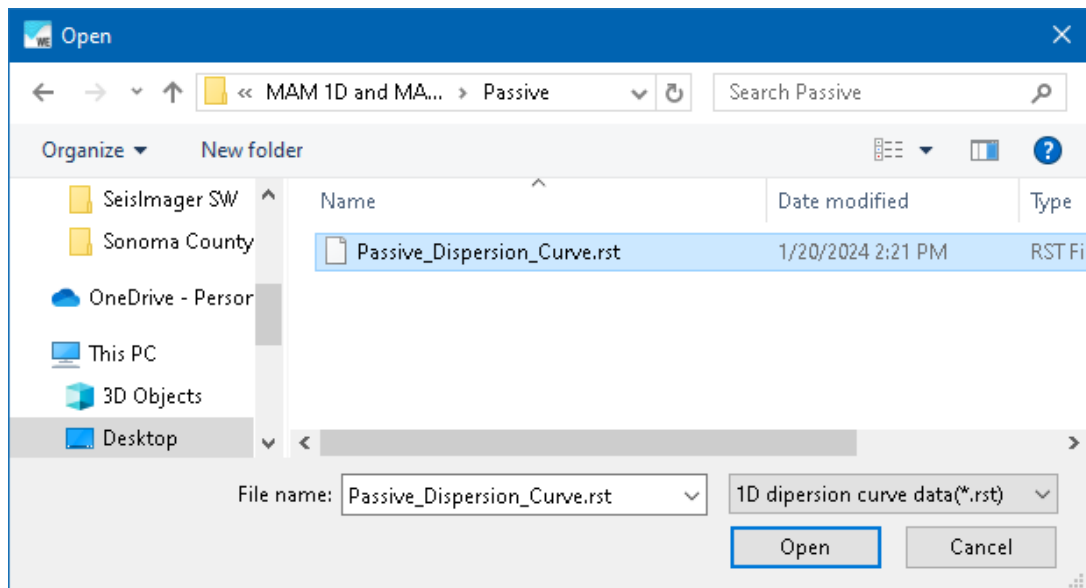 WE Open
« MAM 1D and MA... > Passive
Search Passive
Organize
New folder
?
SeisImager SW
Sonoma County
OneDrive - Person
This PC
3D Objects
Desktop
Name Date modified Type
Passive_Dispersion_Curve.rst 1/20/2024 2:21 PM RST Fi
File name: Passive_Dispersion_Curve.rst 1D dipersion curve data(*.rst)
Open Cancel